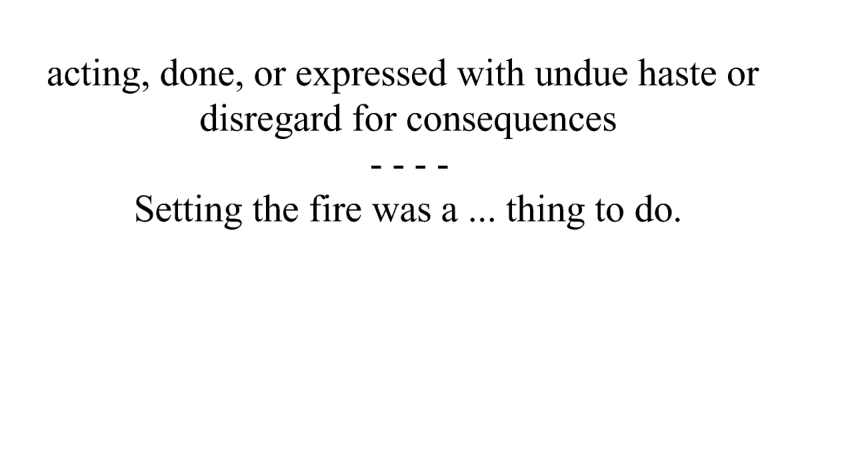 acting, done, or expressed with undue haste or
disregard for consequences
- - - -
Setting the fire was a ... thing to do.